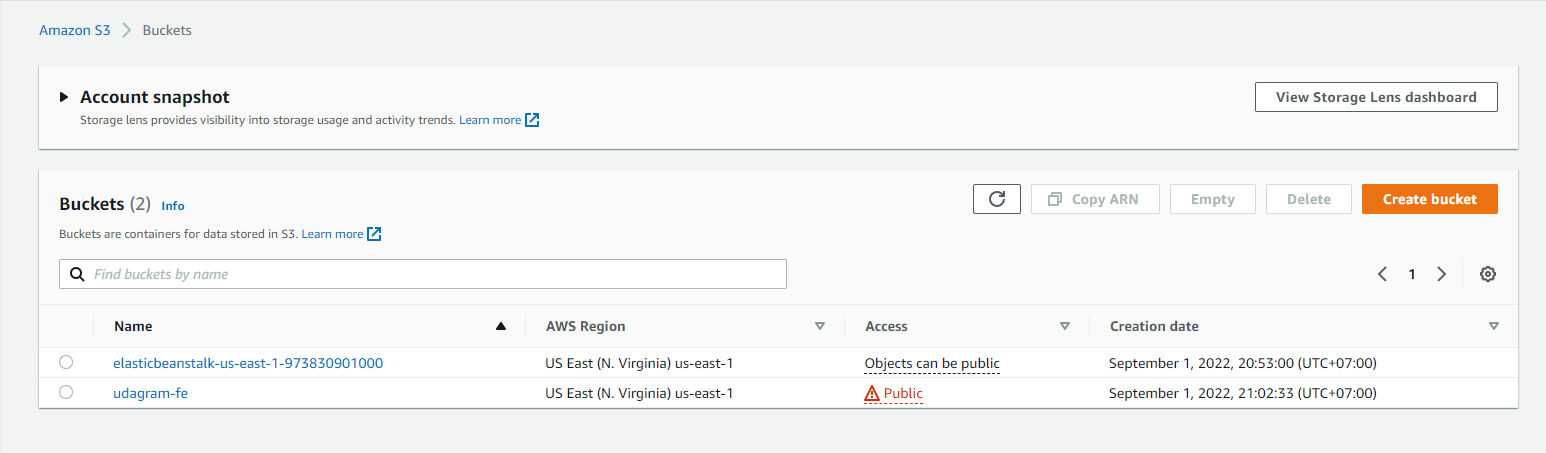 Amazon S3 > Buckets
Account snapshot
View Storage Lens dashboard
Storage lens provides visibility into storage usage and activity trends. Learn more
Buckets (2) Info
Copy ARN Empty Delete Create bucket
Buckets are containers for data stored in S3. Learn more
Find buckets by name
1
Name AWS Region Access Creation date
elasticbeanstalk-us-east-1-973830901000 US East (N. Virginia) us-east-1 Objects can be public September 1, 2022, 20:53:00 (UTC+07:00)
udagram-fe US East (N. Virginia) us-east-1 Public September 1, 2022, 21:02:33 (UTC+07:00)